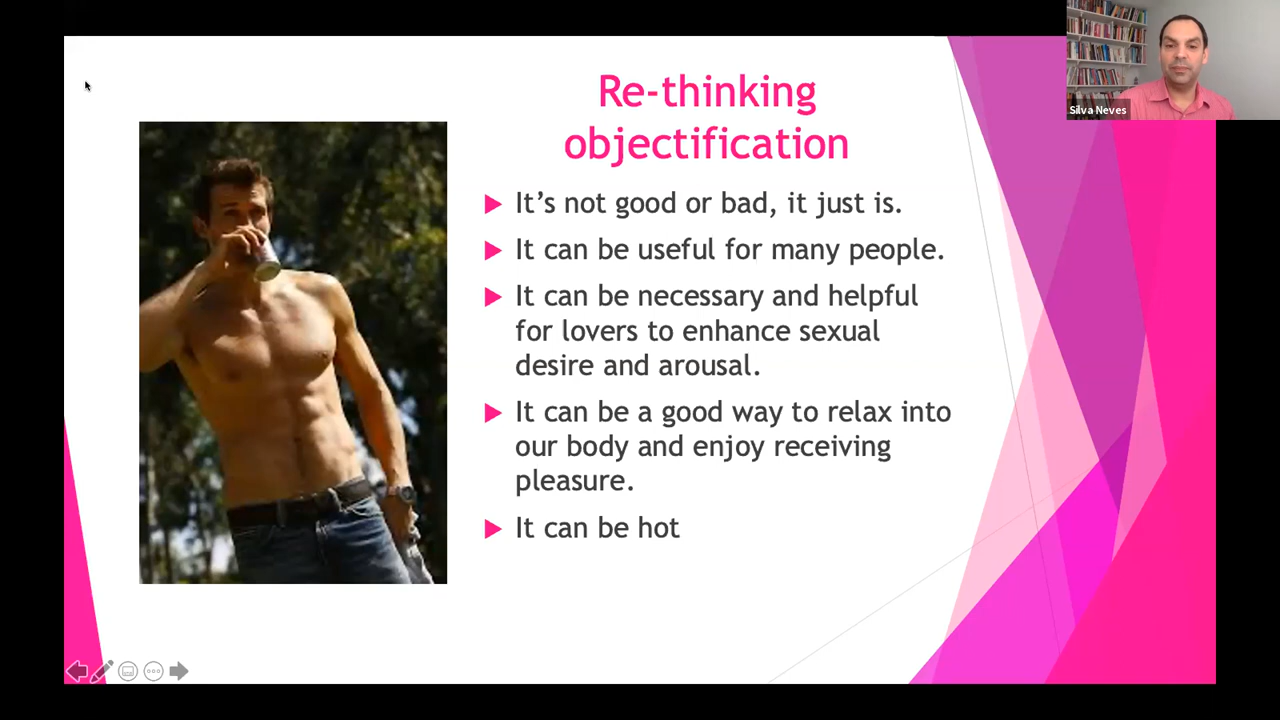 Silva Neves
Re-thinking
objectification
It’s not good or bad, it just is.
It can be useful for many people.
It can be necessary and helpful
for lovers to enhance sexual
desire and arousal.
It can be a good way to relax into
our body and enjoy receiving
pleasure.
It can be hot